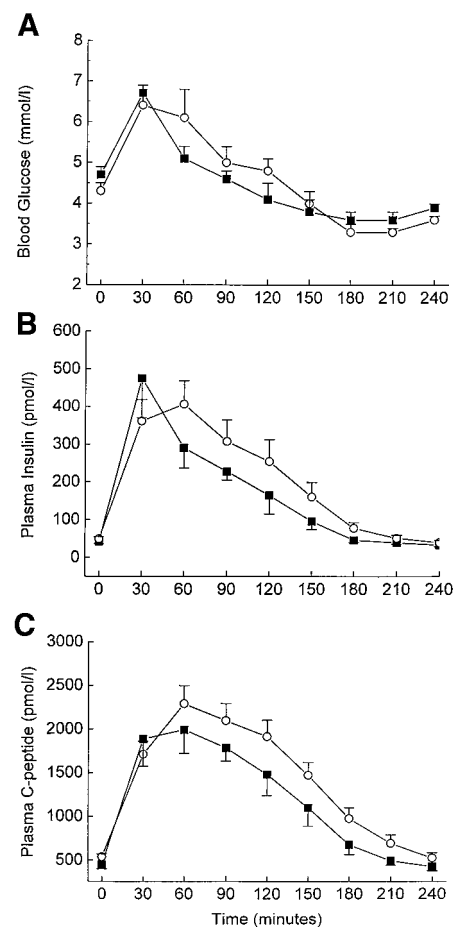 A
Blood Glucose (mmol/l)
8
7
6
5
4
3
2
0 30 60 90 120 150 180 210 240
B
Plasma Insulin (pmol/l)
600
500
400
300
200
100
0
0 30 60 90 120 150 180 210 240
C
Plasma C-peptide (pmol/l)
3000
2500
2000
1500
1000
500
0 30 60 90 120 150 180 210 240
Time (minutes)